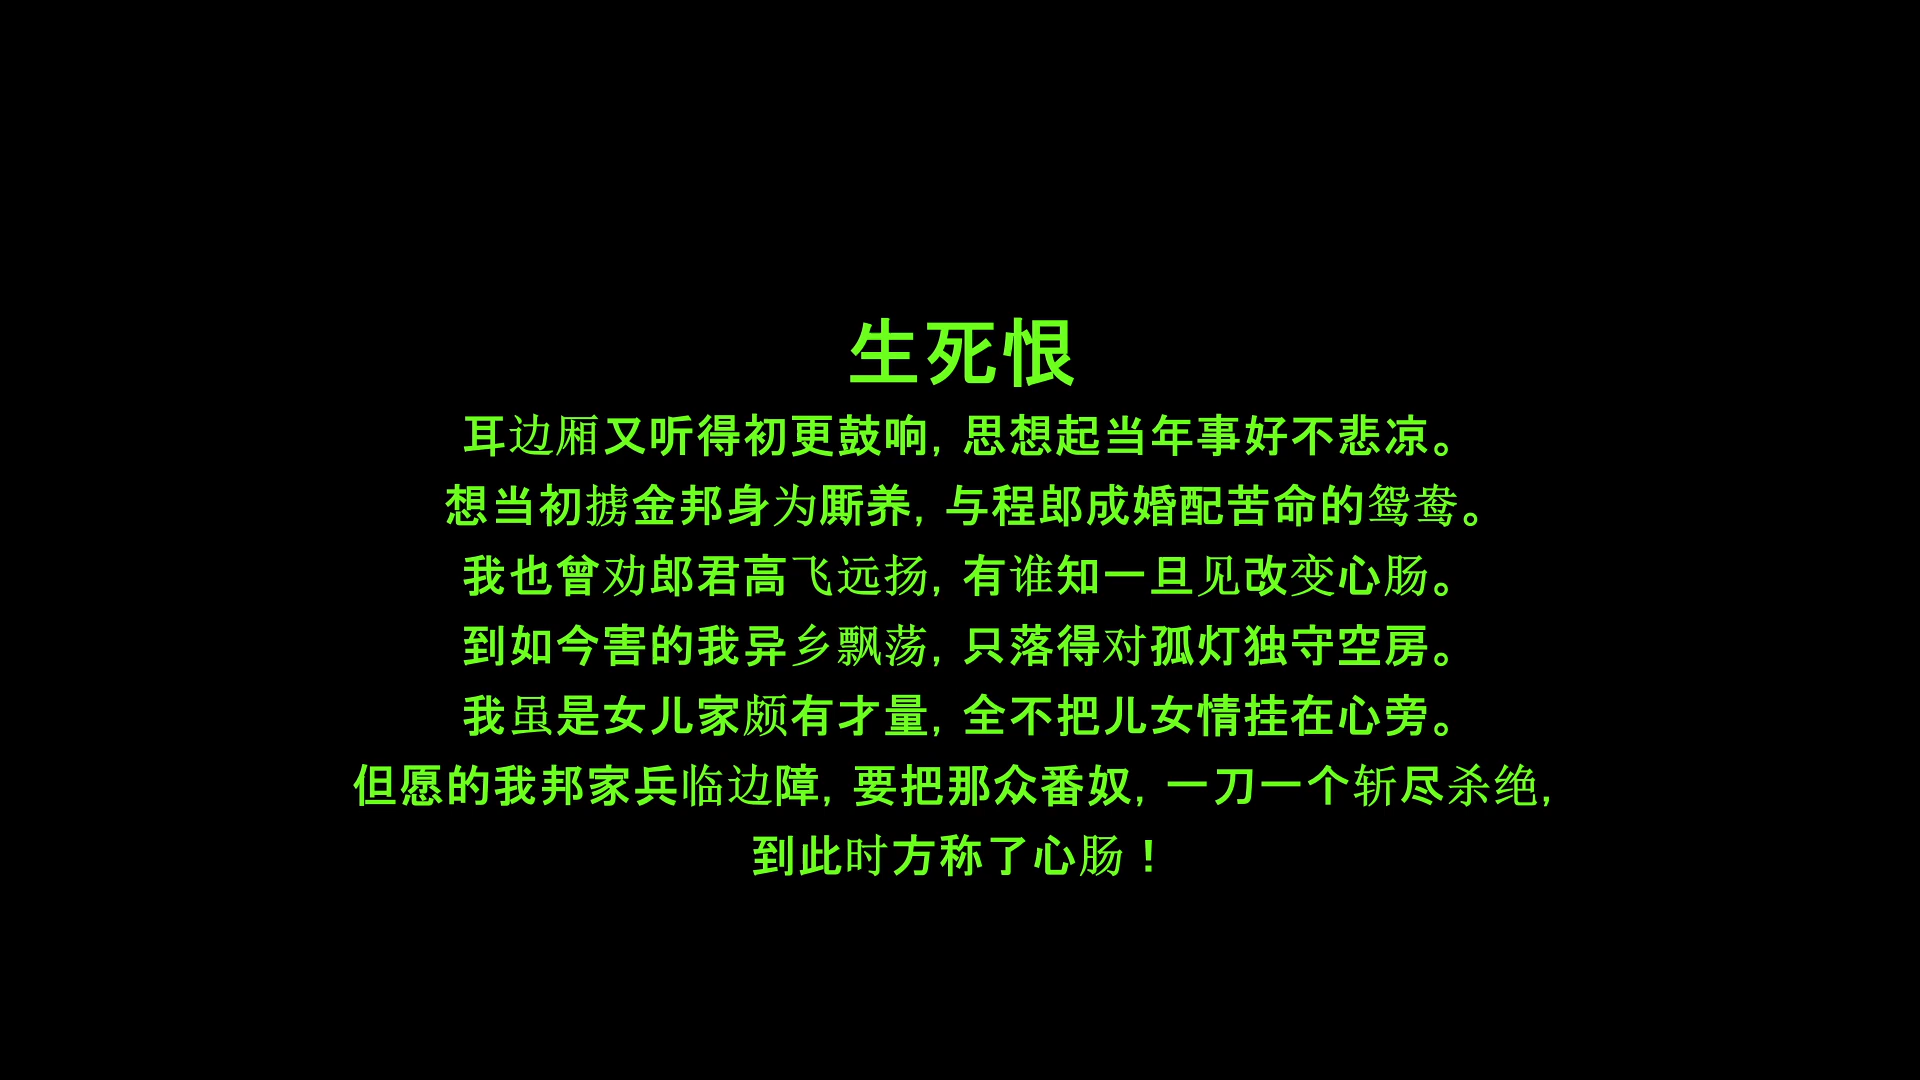 生死恨
耳边厢又听得初更鼓响, 思想起当年事好不悲凉。
想当初掳金邦身为厮养, 与程郎成婚配苦命的鸳鸯。
我也曾劝郎君高飞远扬, 有谁知一旦见改变心肠。
到如今害的我异乡飘荡, 只落得对孤灯独守空房。
我虽是女儿家颇有才量, 全不把儿女情挂在心旁。
但愿的我邦家兵临边障, 要把那众番奴, 一刀一个斩尽杀绝,
到此时方称了心肠！